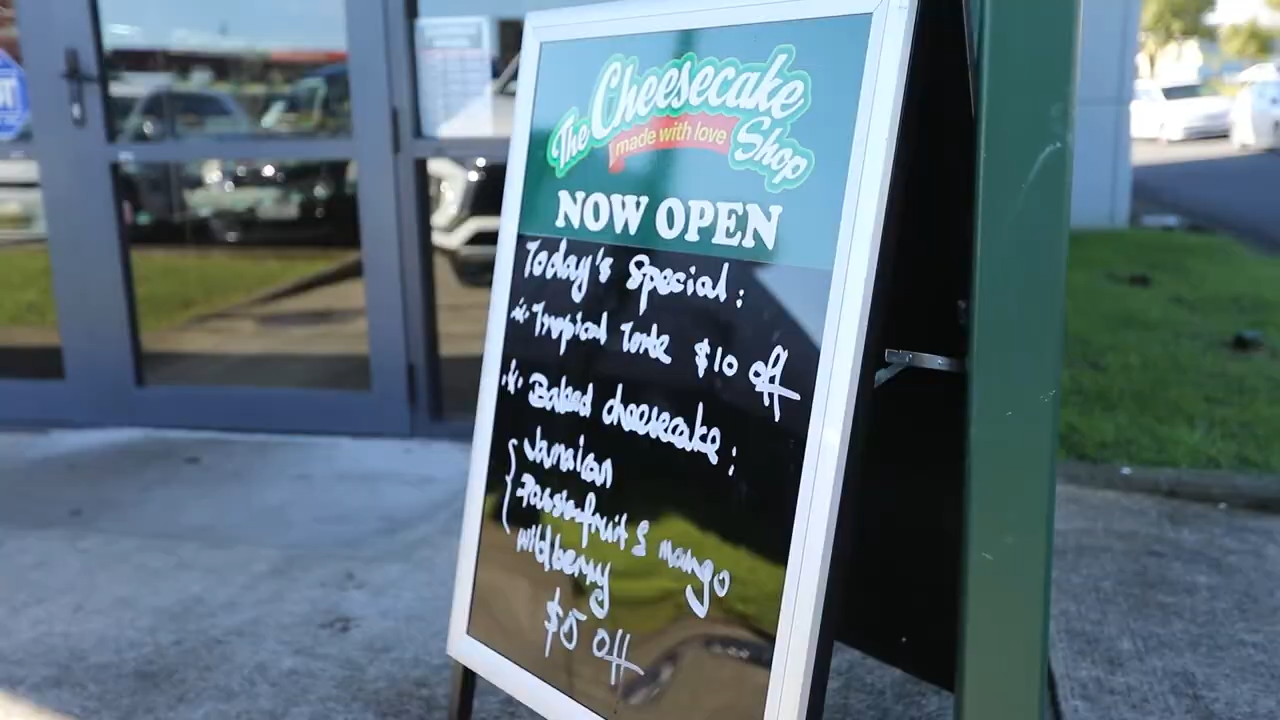 The Cheesecake Shop
made with love
NOW OPEN
Today's Special:
Tropical Torte $10 off
Baked cheesecake:
Jamaican
Passionfruit & mango
wildberry
$5 off